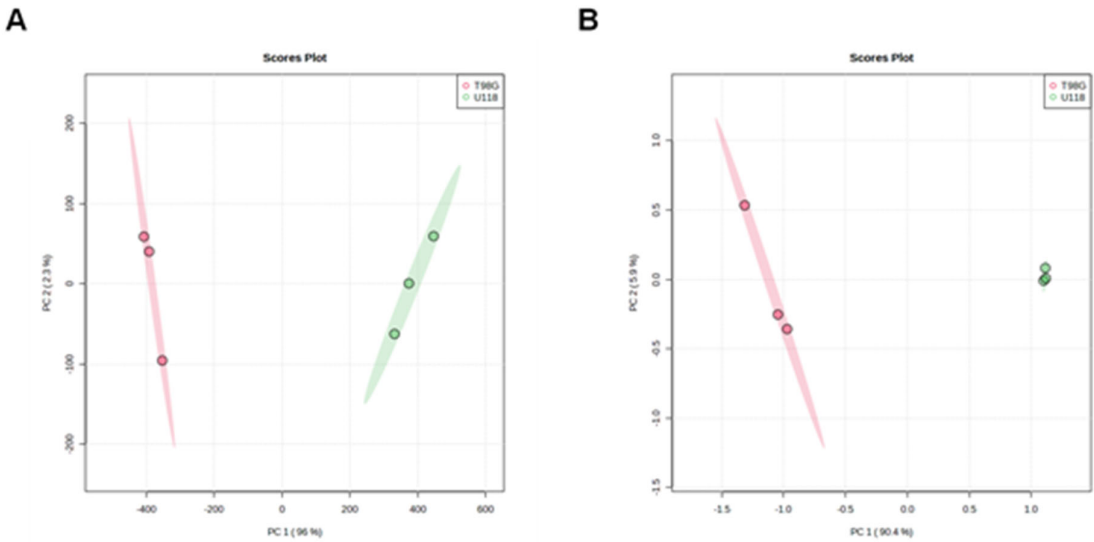 A
B
Scores Plot
T98G
U118
200
100
0
-100
-200
PC 2 ( 2.3 %)
-400
-200
0
200
400
600
PC 1 ( 96 %)
Scores Plot
T98G
U118
1.0
0.5
0.0
-0.5
-1.0
-1.5
PC 2 ( 5.9 %)
-1.5
-1.0
-0.5
0.0
0.5
1.0
PC 1 ( 90.4 %)